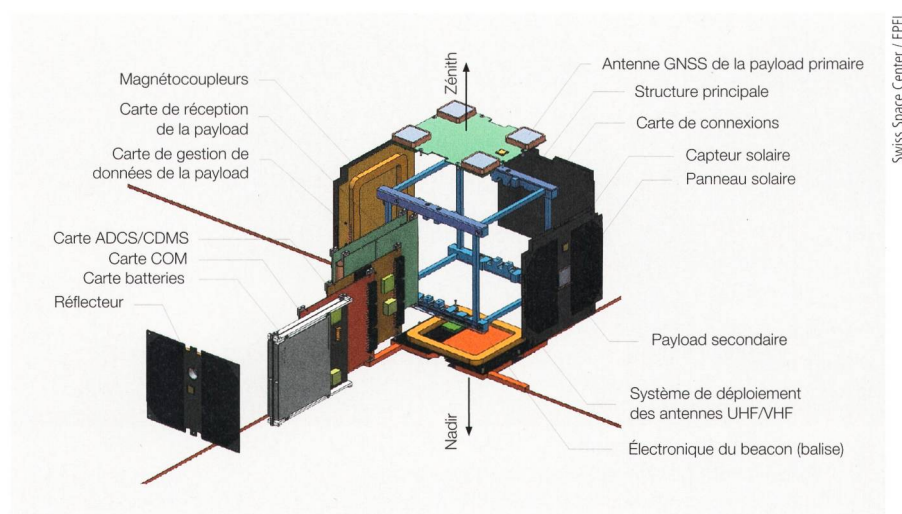 Magnétocoupleurs
Carte de réception
de la payload
Carte de gestion de
données de la payload
Carte ADCS/CDMS
Carte COM
Carte batteries
Réflecteur
Zénith
Nadir
Antenne GNSS de la payload primaire
Structure principale
Carte de connexions
Capteur solaire
Panneau solaire
Payload secondaire
Système de déploiement
des antennes UHF/VHF
Électronique du beacon (balise)
Swiss Space Center / EPFL